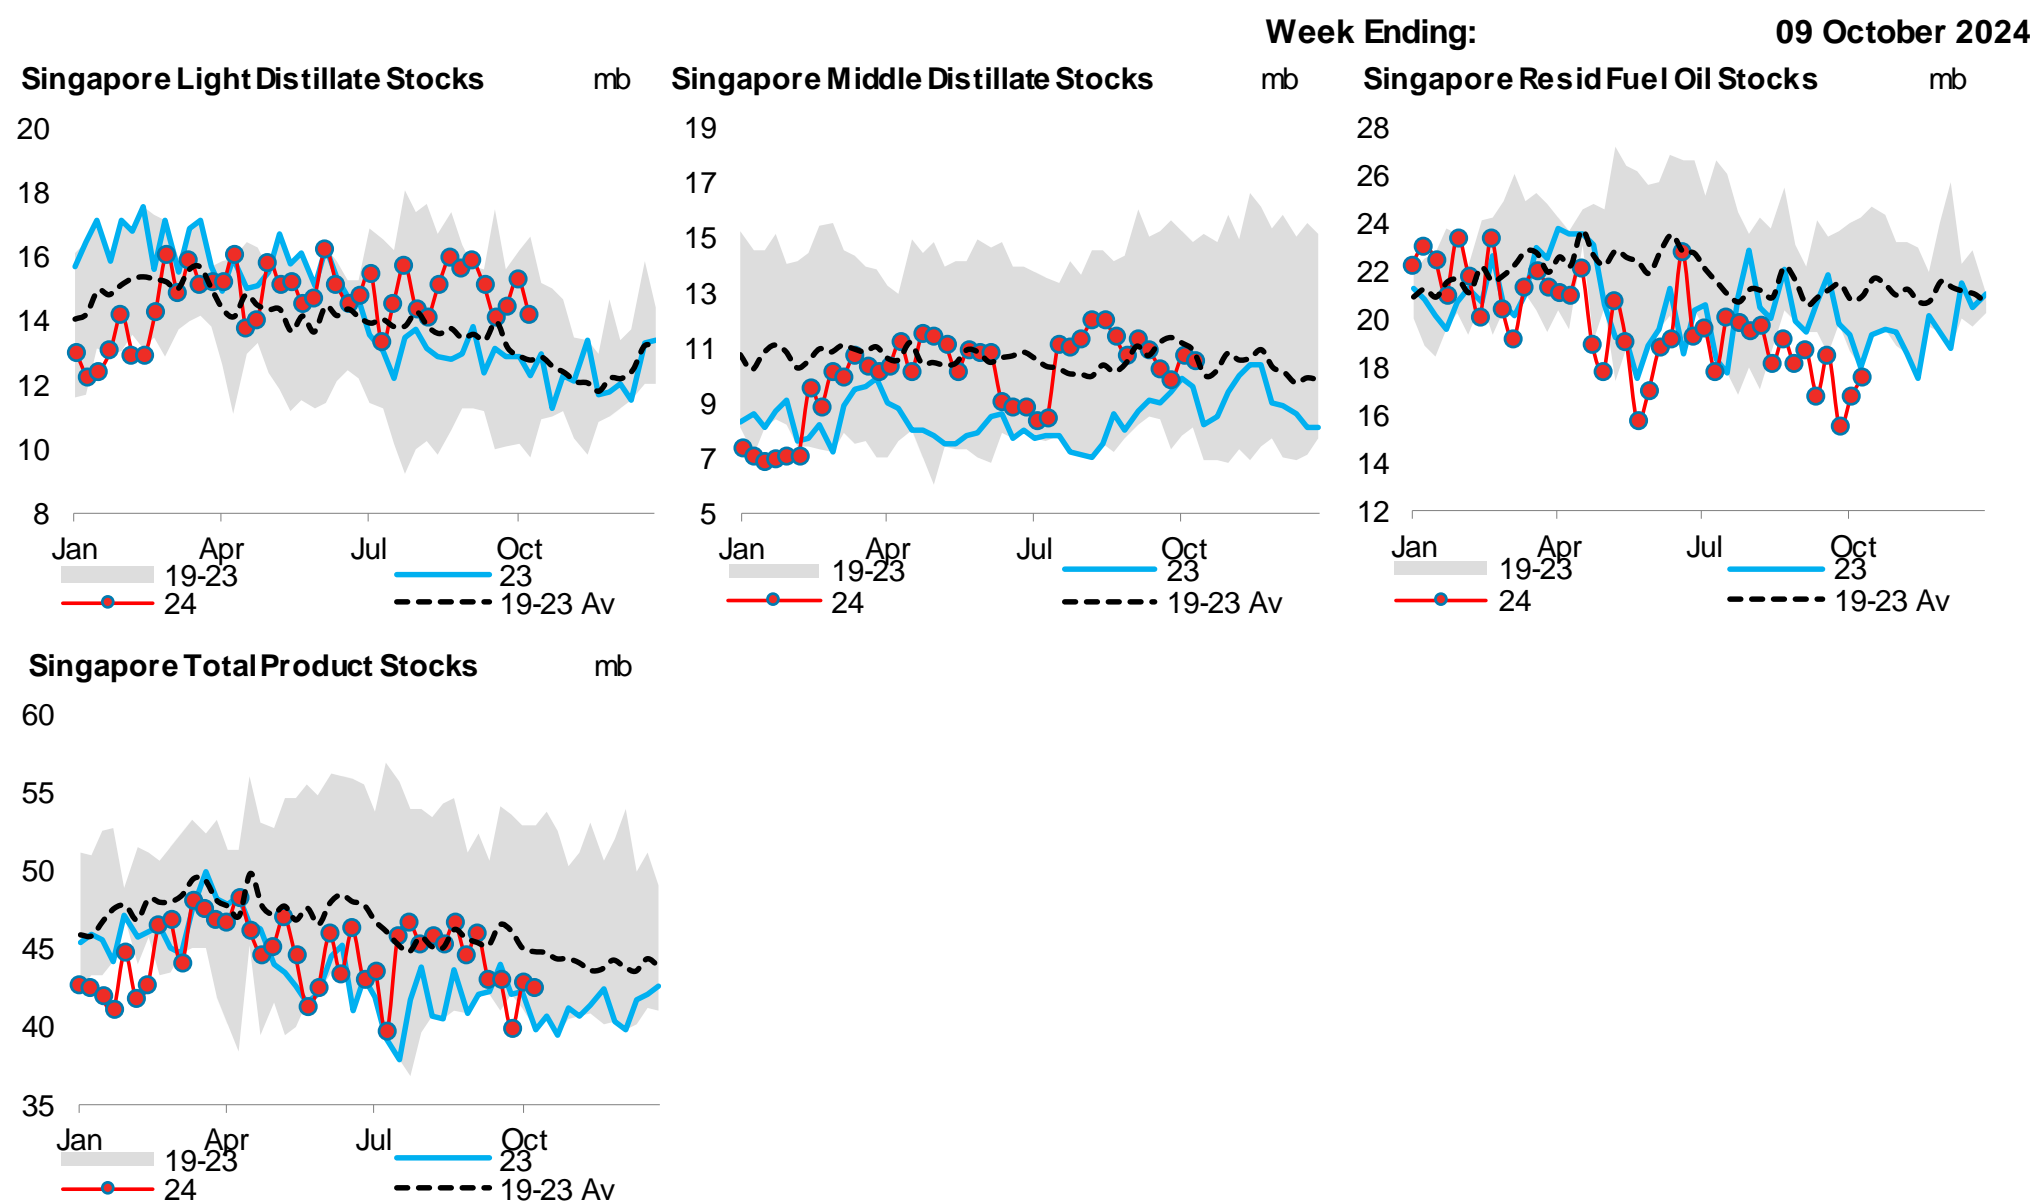 Week Ending: 09 October 2024
Singapore Light Distillate Stocks mb
20
18
16
14
12
10
8
Jan Apr Jul Oct
19-23 23
24 19-23 Av
Singapore Middle Distillate Stocks mb
19
17
15
13
11
9
7
5
Jan Apr Jul Oct
19-23 23
24 19-23 Av
Singapore Resid Fuel Oil Stocks mb
28
26
24
22
20
18
16
14
12
Jan Apr Jul Oct
19-23 23
24 19-23 Av
Singapore Total Product Stocks mb
60
55
50
45
40
35
Jan Apr Jul Oct
19-23 23
24 19-23 Av